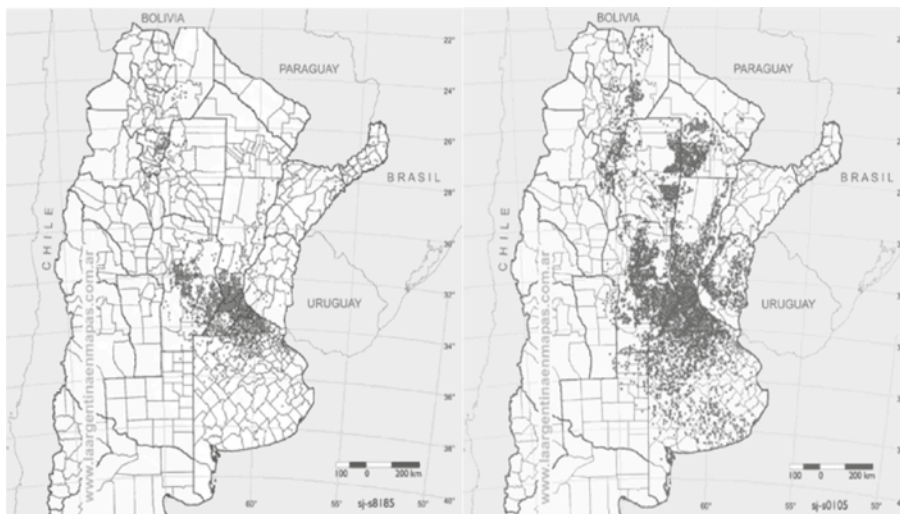 BOLIVIA
22°
PARAGUAY
24°
26°
BRASIL
28°
CHILE
30°
URUGUAY
32°
34°
36°
38°
www.laargentinaenmapas.com.ar
100 0 200 km
sj-s8185
40°
60° 55° 50°
BOLIVIA
PARAGUAY
BRASIL
CHILE
URUGUAY
www.laargentinaenmapas.com.ar
100 0 200 km
sj-s0105
60° 55° 50°